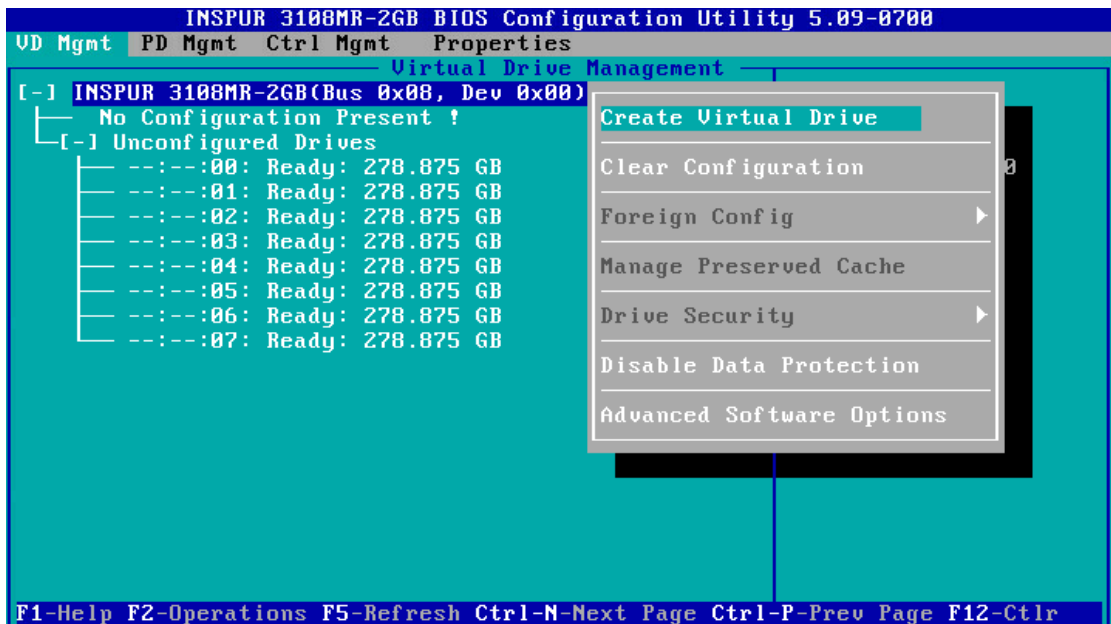 INSPUR 3108MR-2GB BIOS Configuration Utility 5.09-0700
VD Mgmt PD Mgmt Ctrl Mgmt Properties
Virtual Drive Management
[-] INSPUR 3108MR-2GB(Bus 0x08, Dev 0x00)
No Configuration Present !
[-] Unconfigured Drives
--:--:00: Ready: 278.875 GB
--:--:01: Ready: 278.875 GB
--:--:02: Ready: 278.875 GB
--:--:03: Ready: 278.875 GB
--:--:04: Ready: 278.875 GB
--:--:05: Ready: 278.875 GB
--:--:06: Ready: 278.875 GB
--:--:07: Ready: 278.875 GB
Create Virtual Drive
Clear Configuration
0
Foreign Config
Manage Preserved Cache
Drive Security
Disable Data Protection
Advanced Software Options
F1-Help F2-Operations F5-Refresh Ctrl-N-Next Page Ctrl-P-Prev Page F12-Ctlr